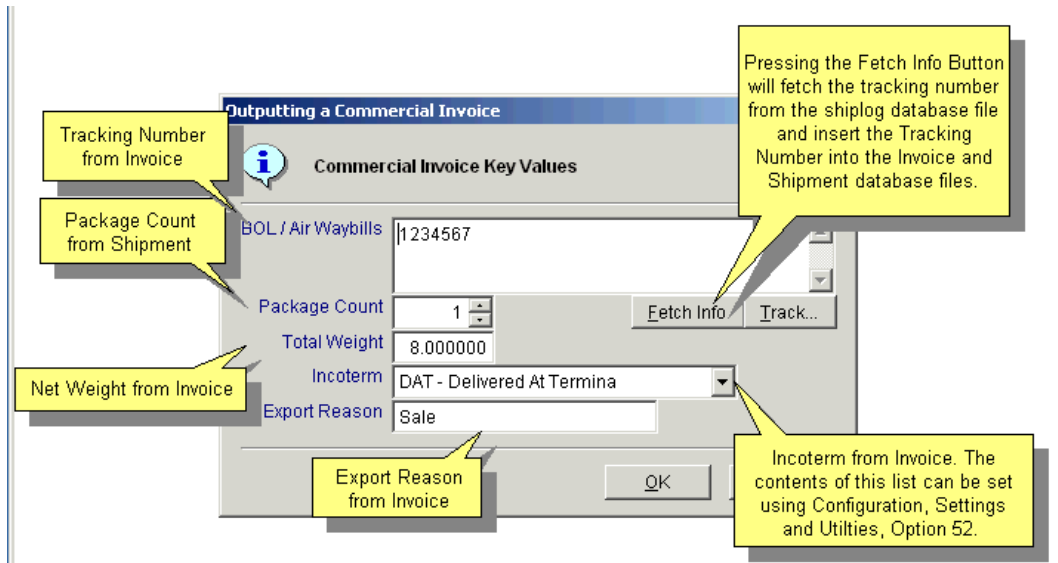 Pressing the Fetch Info Button
will fetch the tracking number
from the shiplog database file
and insert the Tracking
Number into the Invoice and
Shipment database files.
Outputting a Commercial Invoice
Tracking Number
from Invoice
Commercial Invoice Key Values
Package Count
from Shipment
BOL / Air Waybills
1234567
Package Count
1
Fetch Info
Track...
Total Weight
8.000000
Net Weight from Invoice
Incoterm
DAT - Delivered At Termina
Export Reason
Sale
Export Reason
from Invoice
OK
Incoterm from Invoice. The
contents of this list can be set
using Configuration, Settings
and Utilties, Option 52.